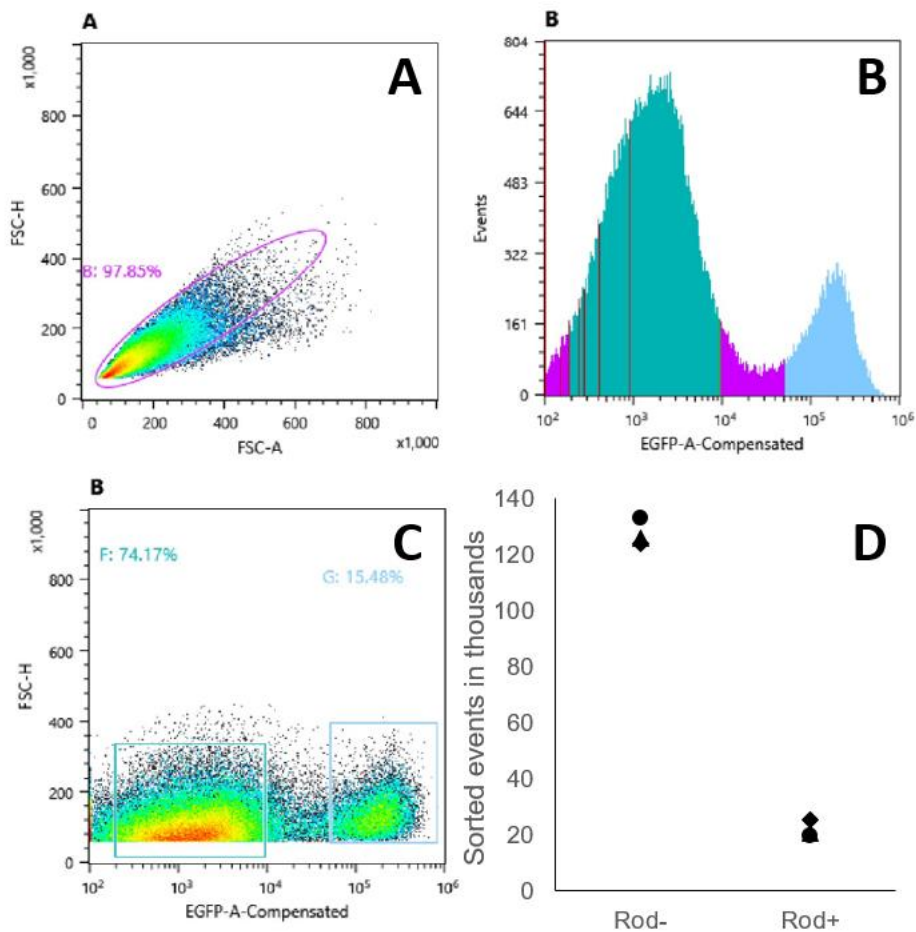 A
A
x1,000
800
600
400
200
0
FSC-H
B: 97.85%
0 200 400 600 800
x1,000
FSC-A
B
B
804
644
483
322
161
0
Events
10² 10³ 10⁴ 10⁵ 10⁶
EGFP-A-Compensated
B
C
x1,000
F: 74.17%
G: 15.48%
800
600
400
200
0
FSC-H
10² 10³ 10⁴ 10⁵ 10⁶
EGFP-A-Compensated
D
140
120
100
80
60
40
20
0
Sorted events in thousands
Rod- Rod+